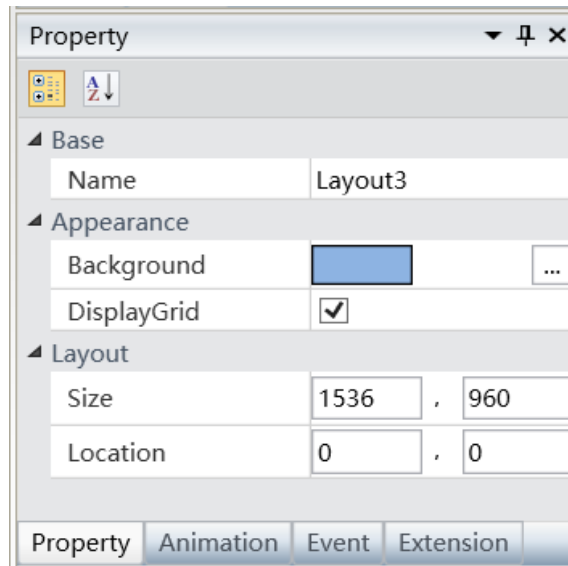 Property
A
Z
Base
Name Layout3
Appearance
Background ...
DisplayGrid
Layout
Size 1536 , 960
Location 0 , 0
Property Animation Event Extension